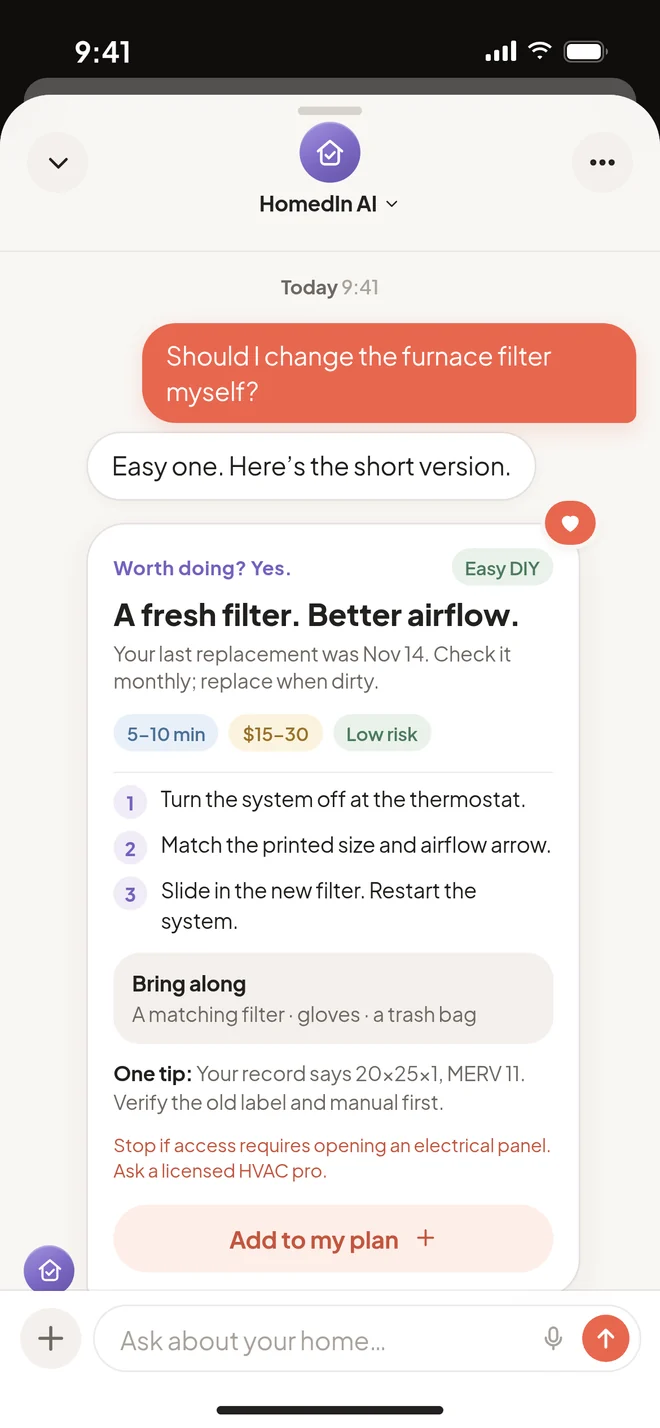 9:41
HomedIn AI
Today 9:41
Should I change the furnace filter
myself?
Easy one. Here’s the short version.
Worth doing? Yes.
Easy DIY
A fresh filter. Better airflow.
Your last replacement was Nov 14. Check it
monthly; replace when dirty.
5–10 min
$15–30
Low risk
1 Turn the system off at the thermostat.
2 Match the printed size and airflow arrow.
3 Slide in the new filter. Restart the
system.
Bring along
A matching filter · gloves · a trash bag
One tip: Your record says 20×25×1, MERV 11.
Verify the old label and manual first.
Stop if access requires opening an electrical panel.
Ask a licensed HVAC pro.
Add to my plan +
Ask about your home…